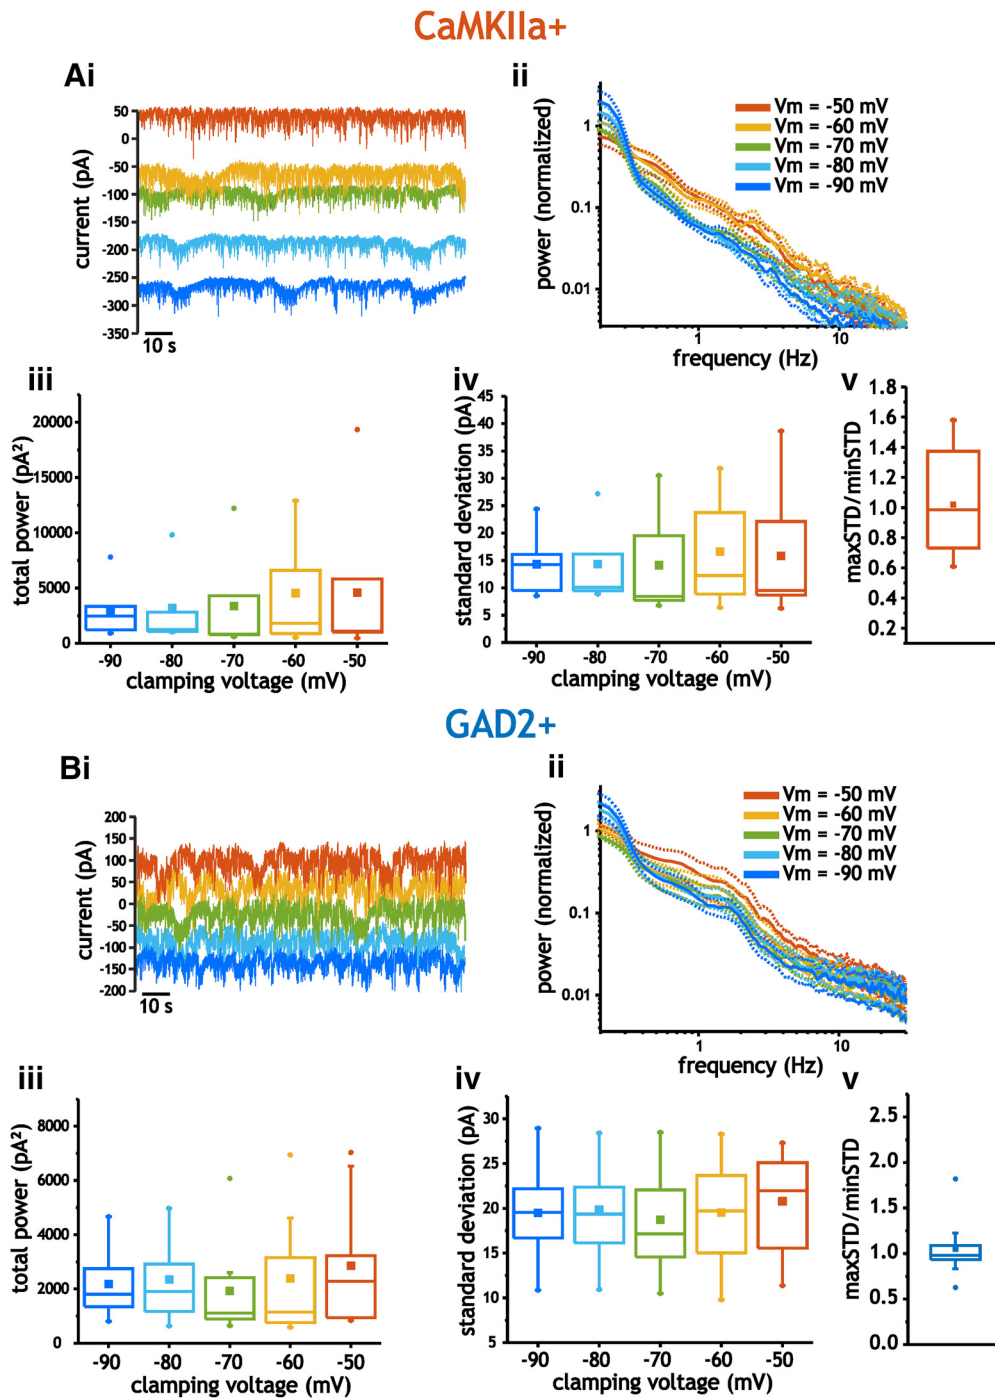 CaMKIIa+
Ai
ii
current (pA)
50
0
-50
-100
-150
-200
-250
-300
-350
10 s
power (normalized)
1
0.1
0.01
Vm = -50 mV
Vm = -60 mV
Vm = -70 mV
Vm = -80 mV
Vm = -90 mV
1 10
frequency (Hz)
iii
iv
v
total power (pA²)
20000
15000
10000
5000
0
-90 -80 -70 -60 -50
clamping voltage (mV)
standard deviation (pA)
45
40
35
30
25
20
15
10
5
0
-90 -80 -70 -60 -50
clamping voltage (mV)
maxSTD/minSTD
1.8
1.6
1.4
1.2
1.0
0.8
0.6
0.4
0.2
GAD2+
Bi
ii
current (pA)
200
150
100
50
0
-50
-100
-150
-200
10 s
power (normalized)
1
0.1
0.01
Vm = -50 mV
Vm = -60 mV
Vm = -70 mV
Vm = -80 mV
Vm = -90 mV
1 10
frequency (Hz)
iii
iv
v
total power (pA²)
8000
6000
4000
2000
0
-90 -80 -70 -60 -50
clamping voltage (mV)
standard deviation (pA)
30
25
20
15
10
5
-90 -80 -70 -60 -50
clamping voltage (mV)
maxSTD/minSTD
2.5
2.0
1.5
1.0
0.5
0.0